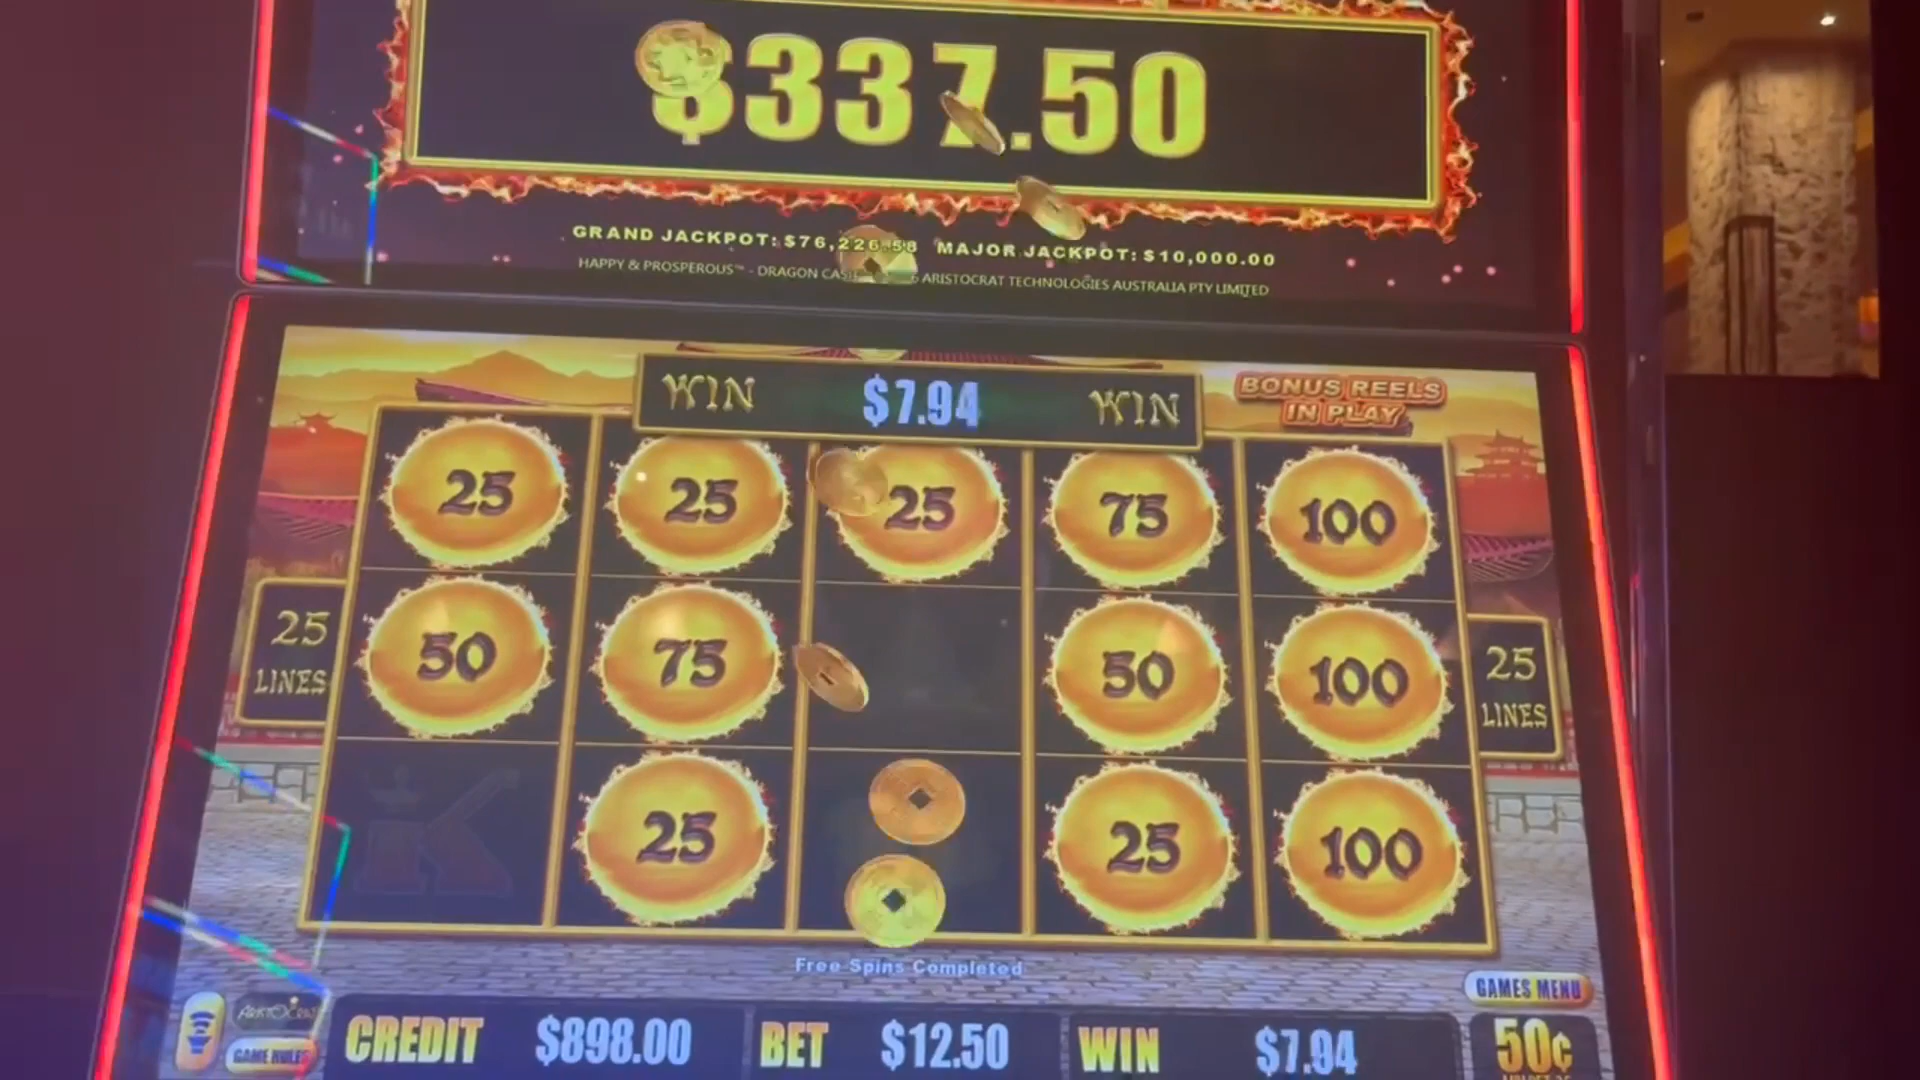 $337.50
GRAND JACKPOT: $76,226.58 MAJOR JACKPOT: $10,000.00
HAPPY & PROSPEROUS™ - DRAGON ARISTOCRAT TECHNOLOGIES AUSTRALIA PTY LIMITED
WIN $7.94 WIN
BONUS REELS
IN PLAY
25 25 25 75 100
50 75 50 100
25 25 100
25
LINES
25
LINES
Free Spins Completed
GAMES MENU
ARISTOCRAT
GAME RULES
CREDIT $898.00 BET $12.50 WIN $7.94 50¢